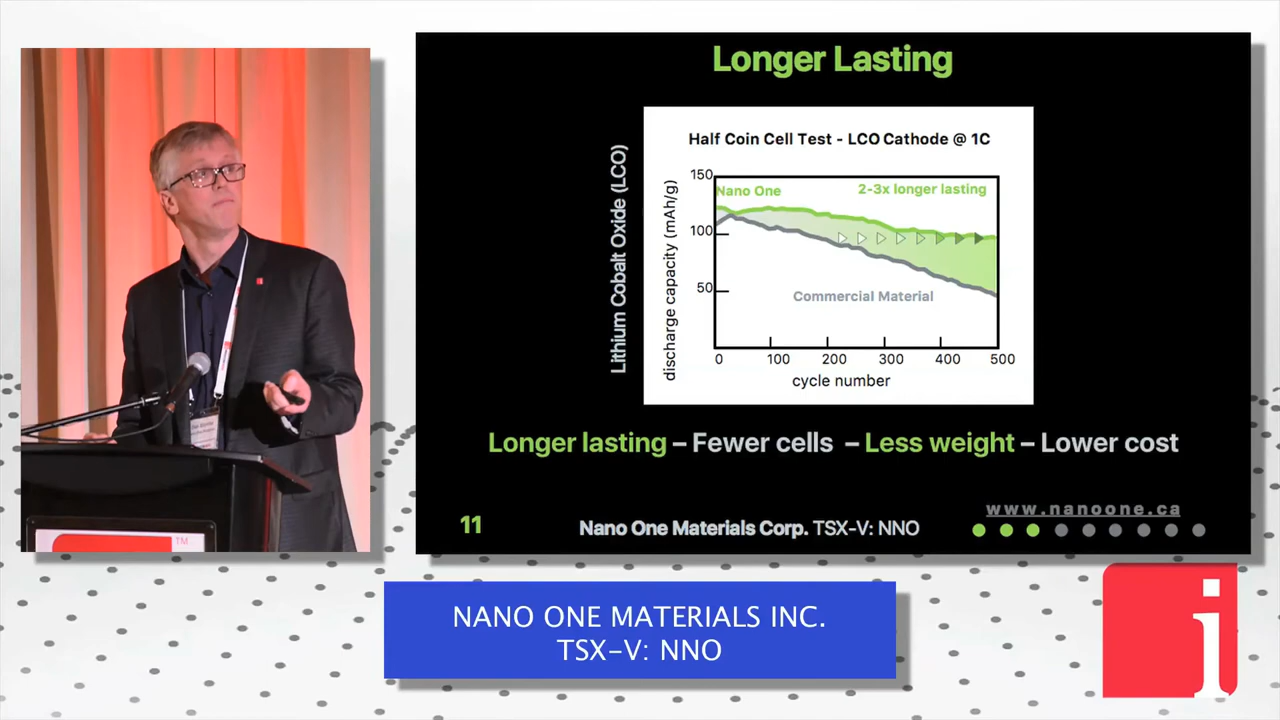 Longer Lasting
Half Coin Cell Test - LCO Cathode @ 1C
Lithium Cobalt Oxide (LCO)
discharge capacity (mAh/g)
150
100
50
Nano One
2-3x longer lasting
Commercial Material
0 100 200 300 400 500
cycle number
Longer lasting – Fewer cells – Less weight – Lower cost
www.nanoone.ca
11
Nano One Materials Corp. TSX-V: NNO
TM
NANO ONE MATERIALS INC.
TSX-V: NNO
i